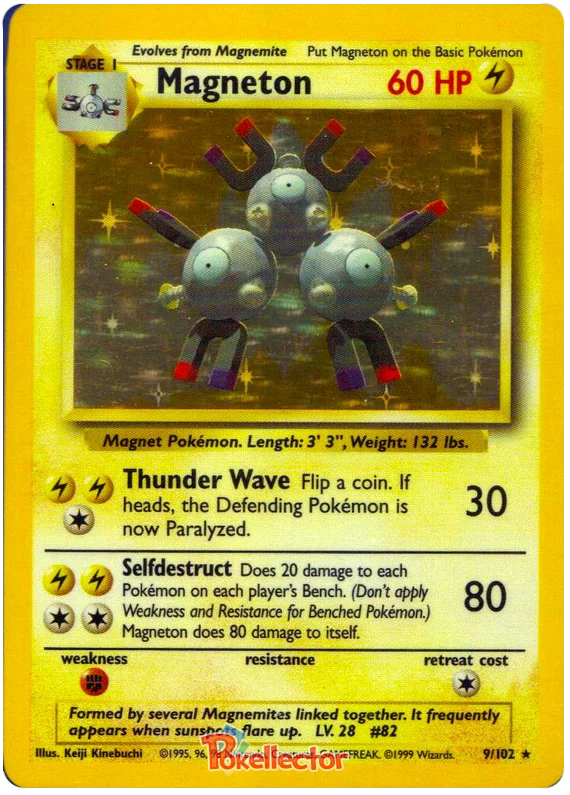 Evolves from Magnemite Put Magneton on the Basic Pokémon
STAGE 1
Magneton 60 HP
Magnet Pokémon. Length: 3' 3", Weight: 132 lbs.
Thunder Wave Flip a coin. If
heads, the Defending Pokémon is
now Paralyzed.
30
Selfdestruct Does 20 damage to each
Pokémon on each player's Bench. (Don't apply
Weakness and Resistance for Benched Pokémon.)
Magneton does 80 damage to itself.
80
weakness resistance retreat cost
Formed by several Magnemites linked together. It frequently
appears when sunspots flare up. LV. 28 #82
Illus. Keiji Kinebuchi ©1995, 96, 98 Nintendo, GAMEFREAK. ©1999 Wizards. 9/102 ★
Pokellector